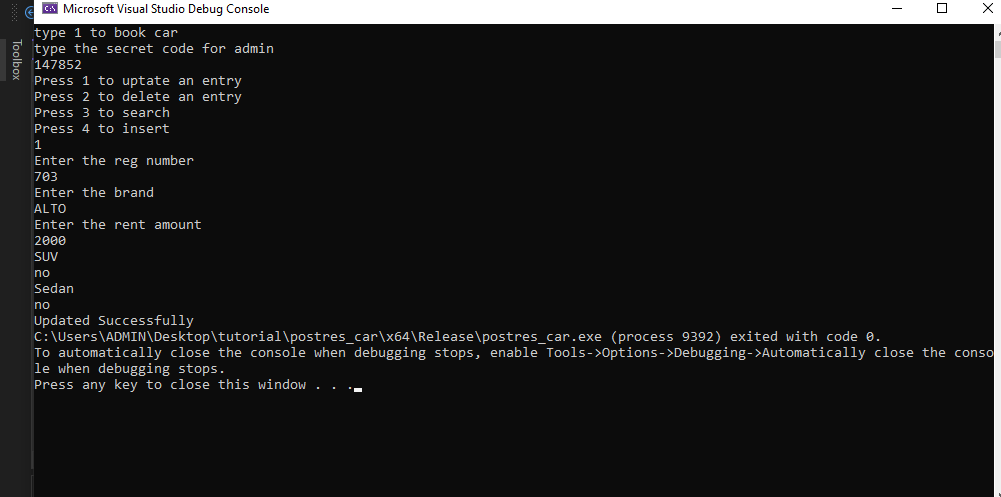 Microsoft Visual Studio Debug Console
Toolbox
type 1 to book car
type the secret code for admin
147852
Press 1 to uptate an entry
Press 2 to delete an entry
Press 3 to search
Press 4 to insert
1
Enter the reg number
703
Enter the brand
ALTO
Enter the rent amount
2000
SUV
no
Sedan
no
Updated Successfully
C:\Users\ADMIN\Desktop\tutorial\postres_car\x64\Release\postres_car.exe (process 9392) exited with code 0.
To automatically close the console when debugging stops, enable Tools->Options->Debugging->Automatically close the conso
le when debugging stops.
Press any key to close this window . . .